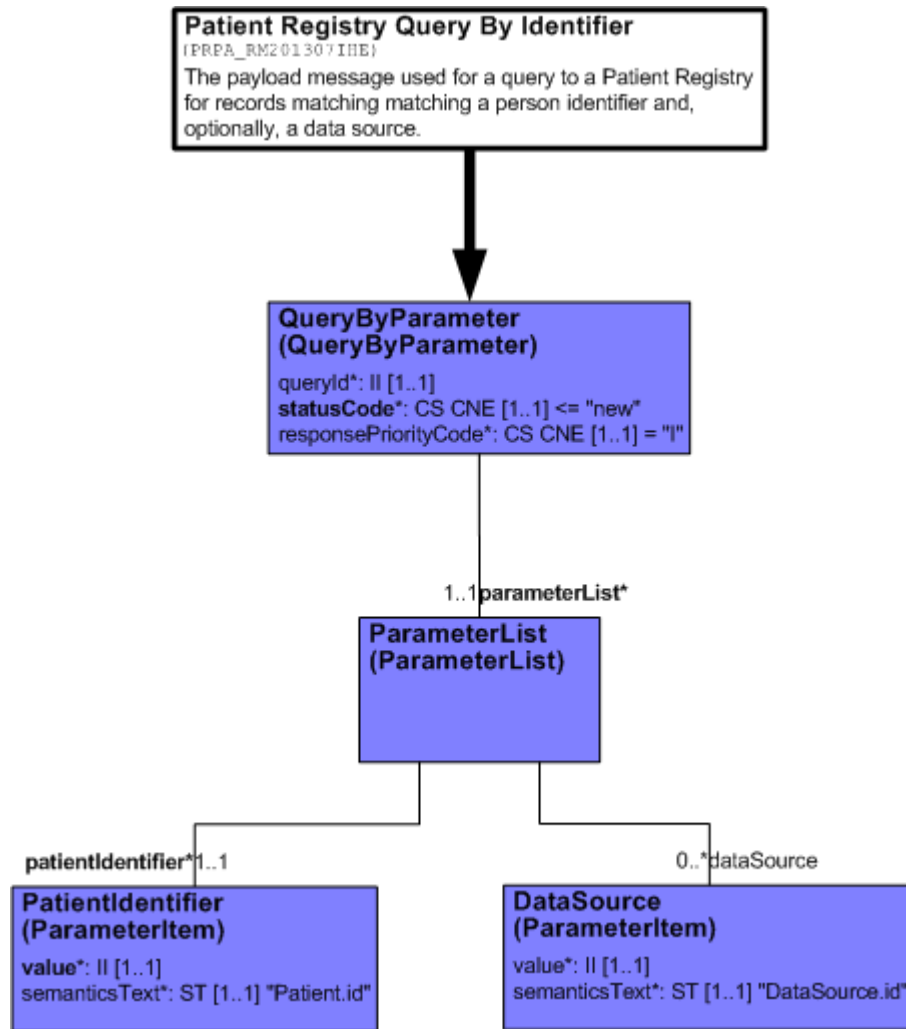 Patient Registry Query By Identifier
(PRPA_RM201307IHE)
The payload message used for a query to a Patient Registry
for records matching matching a person identifier and,
optionally, a data source.
QueryByParameter
(QueryByParameter)
queryId*: II [1..1]
statusCode*: CS CNE [1..1] <= "new"
responsePriorityCode*: CS CNE [1..1] = "I"
1..1parameterList*
ParameterList
(ParameterList)
patientIdentifier*1..1
0..*dataSource
PatientIdentifier
(ParameterItem)
value*: II [1..1]
semanticsText*: ST [1..1] "Patient.id"
DataSource
(ParameterItem)
value*: II [1..1]
semanticsText*: ST [1..1] "DataSource.id"